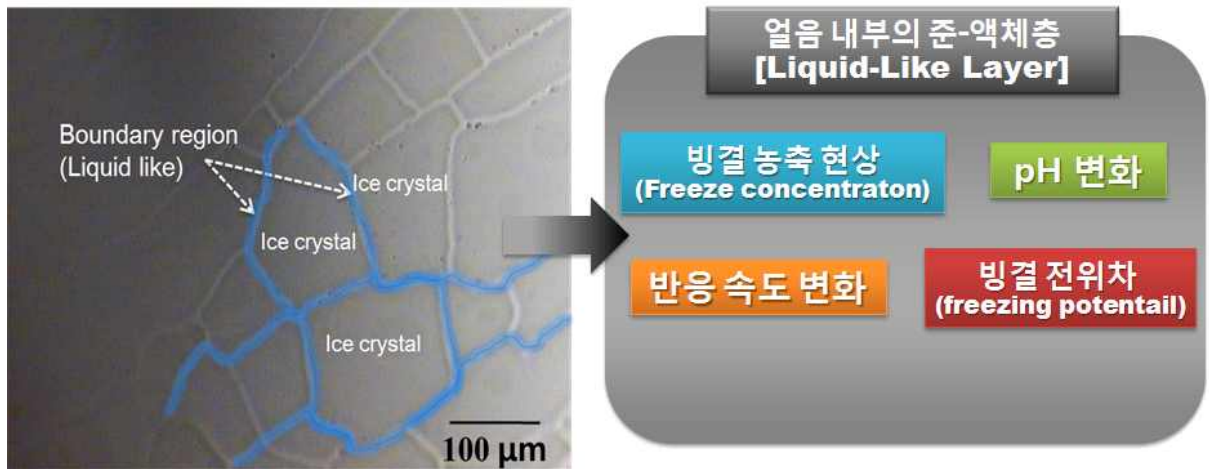 Boundary region
(Liquid like)
Ice crystal
Ice crystal
Ice crystal
100 μm
얼음 내부의 준-액체층
[Liquid-Like Layer]
빙결 농축 현상
(Freeze concentraton)
pH 변화
반응 속도 변화
빙결 전위차
(freezing potentail)